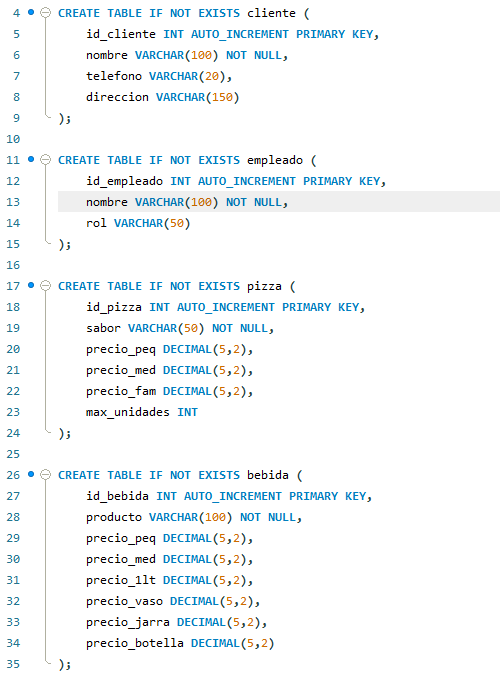 4 CREATE TABLE IF NOT EXISTS cliente (
5 id_cliente INT AUTO_INCREMENT PRIMARY KEY,
6 nombre VARCHAR(100) NOT NULL,
7 telefono VARCHAR(20),
8 direccion VARCHAR(150)
9 );
10
11 CREATE TABLE IF NOT EXISTS empleado (
12 id_empleado INT AUTO_INCREMENT PRIMARY KEY,
13 nombre VARCHAR(100) NOT NULL,
14 rol VARCHAR(50)
15 );
16
17 CREATE TABLE IF NOT EXISTS pizza (
18 id_pizza INT AUTO_INCREMENT PRIMARY KEY,
19 sabor VARCHAR(50) NOT NULL,
20 precio_peq DECIMAL(5,2),
21 precio_med DECIMAL(5,2),
22 precio_fam DECIMAL(5,2),
23 max_unidades INT
24 );
25
26 CREATE TABLE IF NOT EXISTS bebida (
27 id_bebida INT AUTO_INCREMENT PRIMARY KEY,
28 producto VARCHAR(100) NOT NULL,
29 precio_peq DECIMAL(5,2),
30 precio_med DECIMAL(5,2),
31 precio_1lt DECIMAL(5,2),
32 precio_vaso DECIMAL(5,2),
33 precio_jarra DECIMAL(5,2),
34 precio_botella DECIMAL(5,2)
35 );